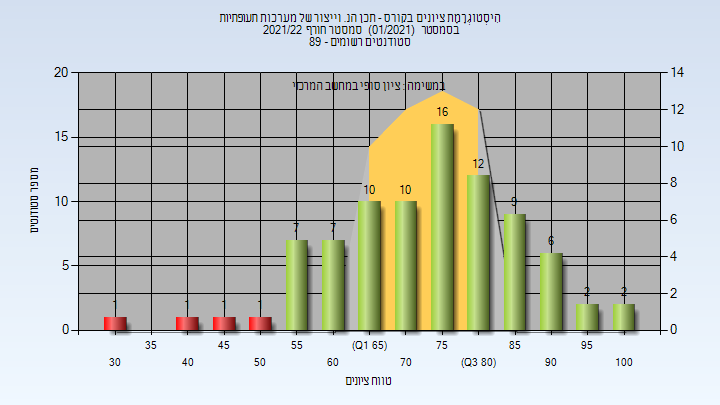 היסטוגרמת ציונים בקורס - תכן הנ. וייצור של מערכות תעופתיות
בסמסטר (01/2021) סמסטר חורף 2021/22
סטודנטים רשומים - 89
במשימה : ציון סופי במחשב המרכזי
20 15 10 5 0
מספר סטודנטים
14 12 10 8 6 4 2 0
1 1 1 1 7 7 10 10 16 12 9 6 2 2
35 45 55 (Q1 65) 75 85 95
30 40 50 60 70 (Q3 80) 90 100
טווח ציונים